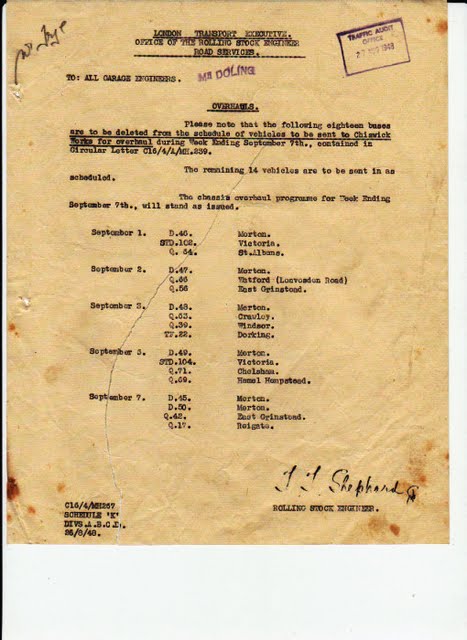 LONDON TRANSPORT EXECUTIVE.
OFFICE OF THE ROLLING STOCK ENGINEER
ROAD SERVICES.
TRAFFIC AUDIT
OFFICE
TO: ALL GARAGE ENGINEERS.
MR DOLING
OVERHAULS.
Please note that the following eighteen buses
are to be deleted from the schedule of vehicles to be sent to Chiswick
Works for overhaul during Week Ending September 7th., contained in
Circular Letter C16/4/A/MH.239.
The remaining 14 vehicles are to be sent in as
scheduled.
The chassis overhaul programme for Week Ending
September 7th., will stand as issued.
September 1. D.46. Merton.
STD.102. Victoria.
Q. 54. St.Albans.
September 2. D.47. Merton.
Q.66 Watford (Leavesden Road)
Q.56 East Grinstead.
September 3. D.48. Merton.
Q.63. Crawley.
Q.39. Windsor.
TF.22. Dorking.
September 3. D.49. Merton.
STD.104. Victoria.
Q.71. Chelsham.
Q.69. Hemel Hempstead.
September 7. D.45. Merton.
D.50. Merton.
Q.42. East Grinstead.
Q.17. Reigate.
Shephard
ROLLING STOCK ENGINEER.
C16/4/MH267
SCHEDULE 'K'
DIVS.A.B.C.D.
26/8/48.